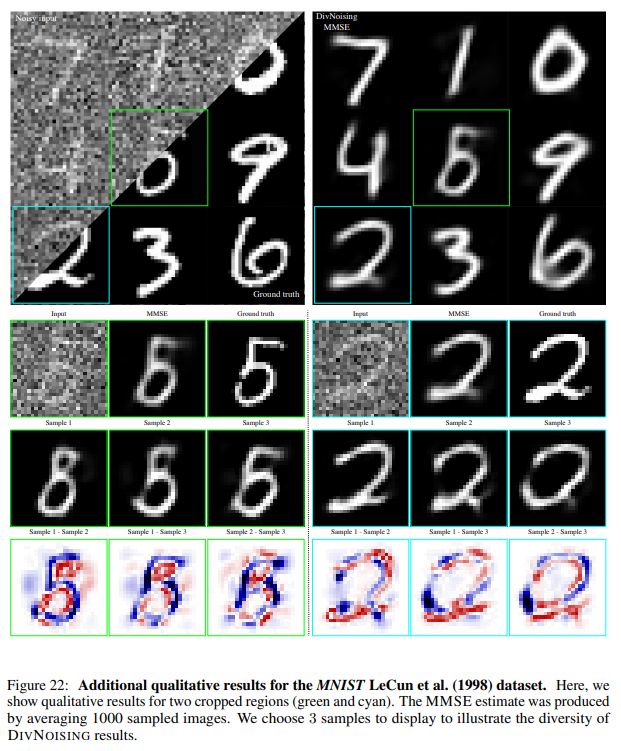 Noisy input
DivNoising
MMSE
Ground truth
Input MMSE Ground truth Input MMSE Ground truth
Sample 1 Sample 2 Sample 3 Sample 1 Sample 2 Sample 3
Sample 1 - Sample 2 Sample 1 - Sample 3 Sample 2 - Sample 3 Sample 1 - Sample 2 Sample 1 - Sample 3 Sample 2 - Sample 3
Figure 22: Additional qualitative results for the MNIST LeCun et al. (1998) dataset. Here, we
show qualitative results for two cropped regions (green and cyan). The MMSE estimate was produced
by averaging 1000 sampled images. We choose 3 samples to display to illustrate the diversity of
DIVNOISING results.